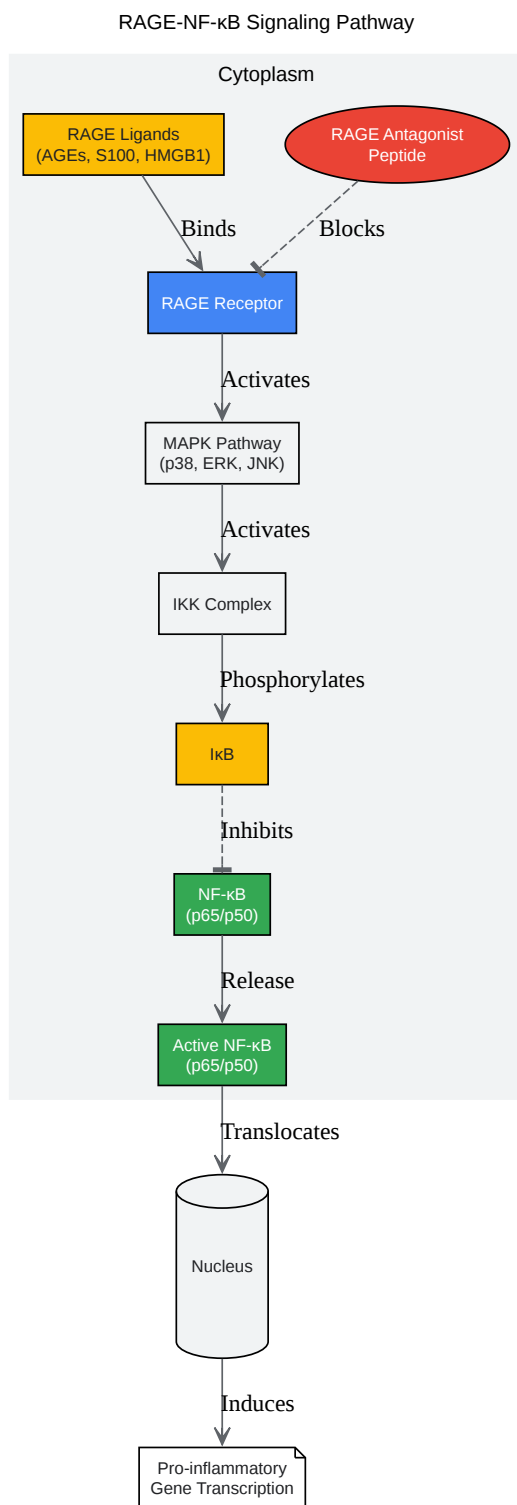 RAGE-NF-κB Signaling Pathway
Cytoplasm
RAGE Ligands
(AGEs, S100, HMGB1)
RAGE Antagonist
Peptide
Binds
Blocks
RAGE Receptor
Activates
MAPK Pathway
(p38, ERK, JNK)
Activates
IKK Complex
Phosphorylates
IκB
Inhibits
NF-κB
(p65/p50)
Release
Active NF-κB
(p65/p50)
Translocates
Nucleus
Induces
Pro-inflammatory
Gene Transcription